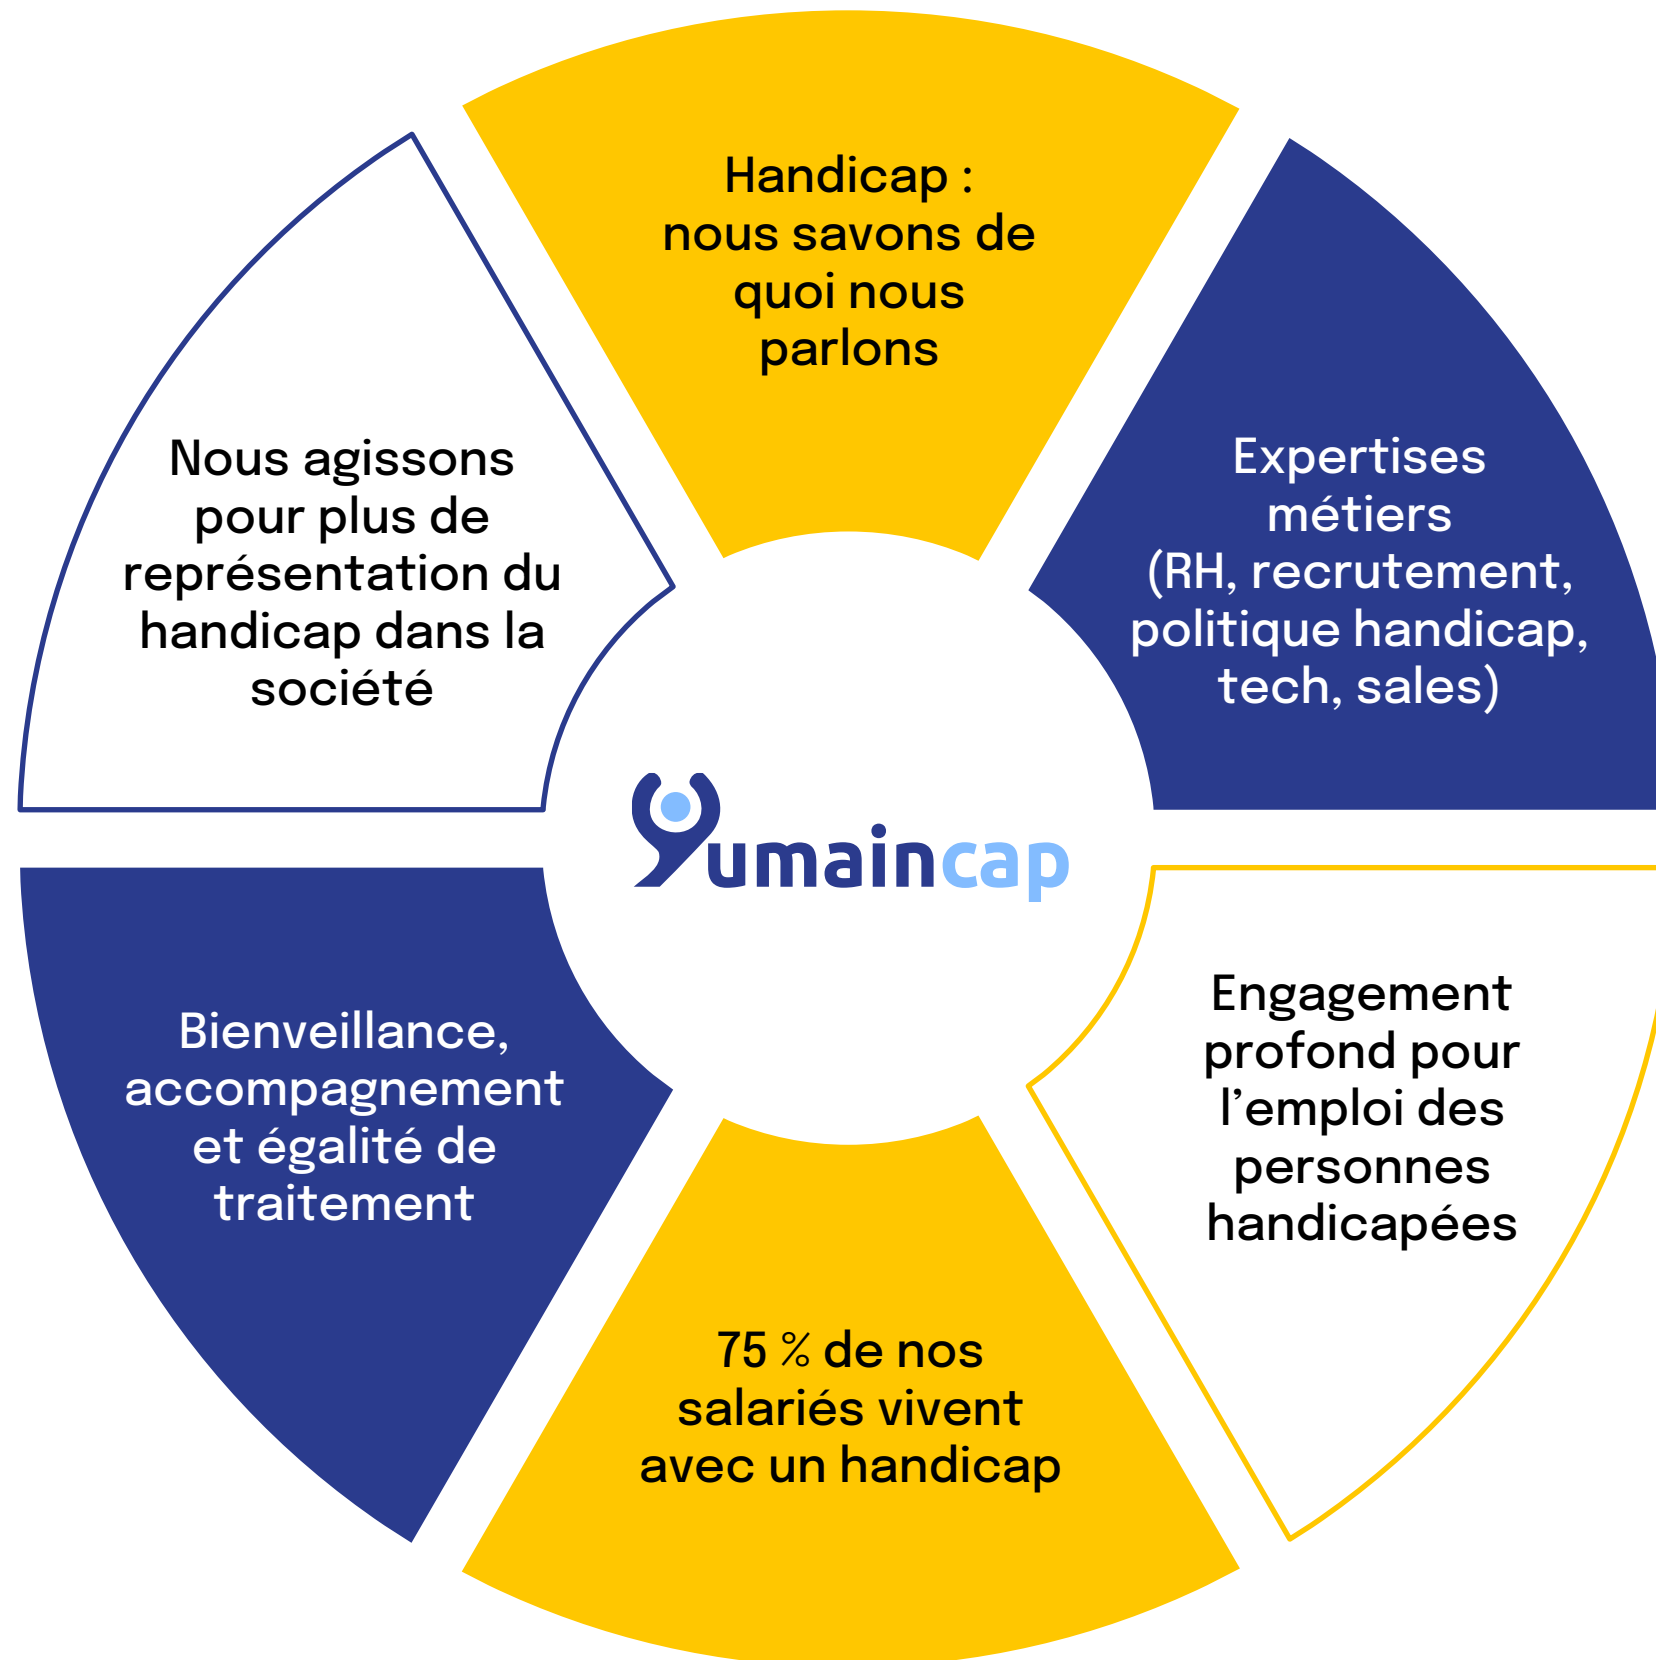 Handicap :
nous savons de
quoi nous
parlons
Expertises
métiers
(RH, recrutement,
politique handicap,
tech, sales)
Engagement
profond pour
l’emploi des
personnes
handicapées
75 % de nos
salariés vivent
avec un handicap
Bienveillance,
accompagnement
et égalité de
traitement
Nous agissons
pour plus de
représentation du
handicap dans la
société
Yumaincap